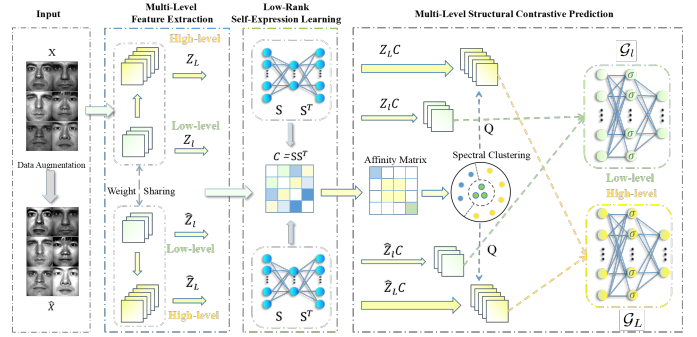 Input
Multi-Level
Feature Extraction
Low-Rank
Self-Expression Learning
Multi-Level Structural Contrastive Prediction
X
High-level
Z_L
Low-level
Z_l
Data Augmentation
Weight Sharing
Ẑ_l
Low-level
Ẑ_L
High-level
X̂
S S^T
C =SS^T
S S^T
Z_L C
Z_l C
Q
Affinity Matrix
Spectral Clustering
Q
Ẑ_l C
Ẑ_L C
𝒢_l
σ
σ
σ
σ
Low-level
High-level
σ
σ
σ
σ
𝒢_L